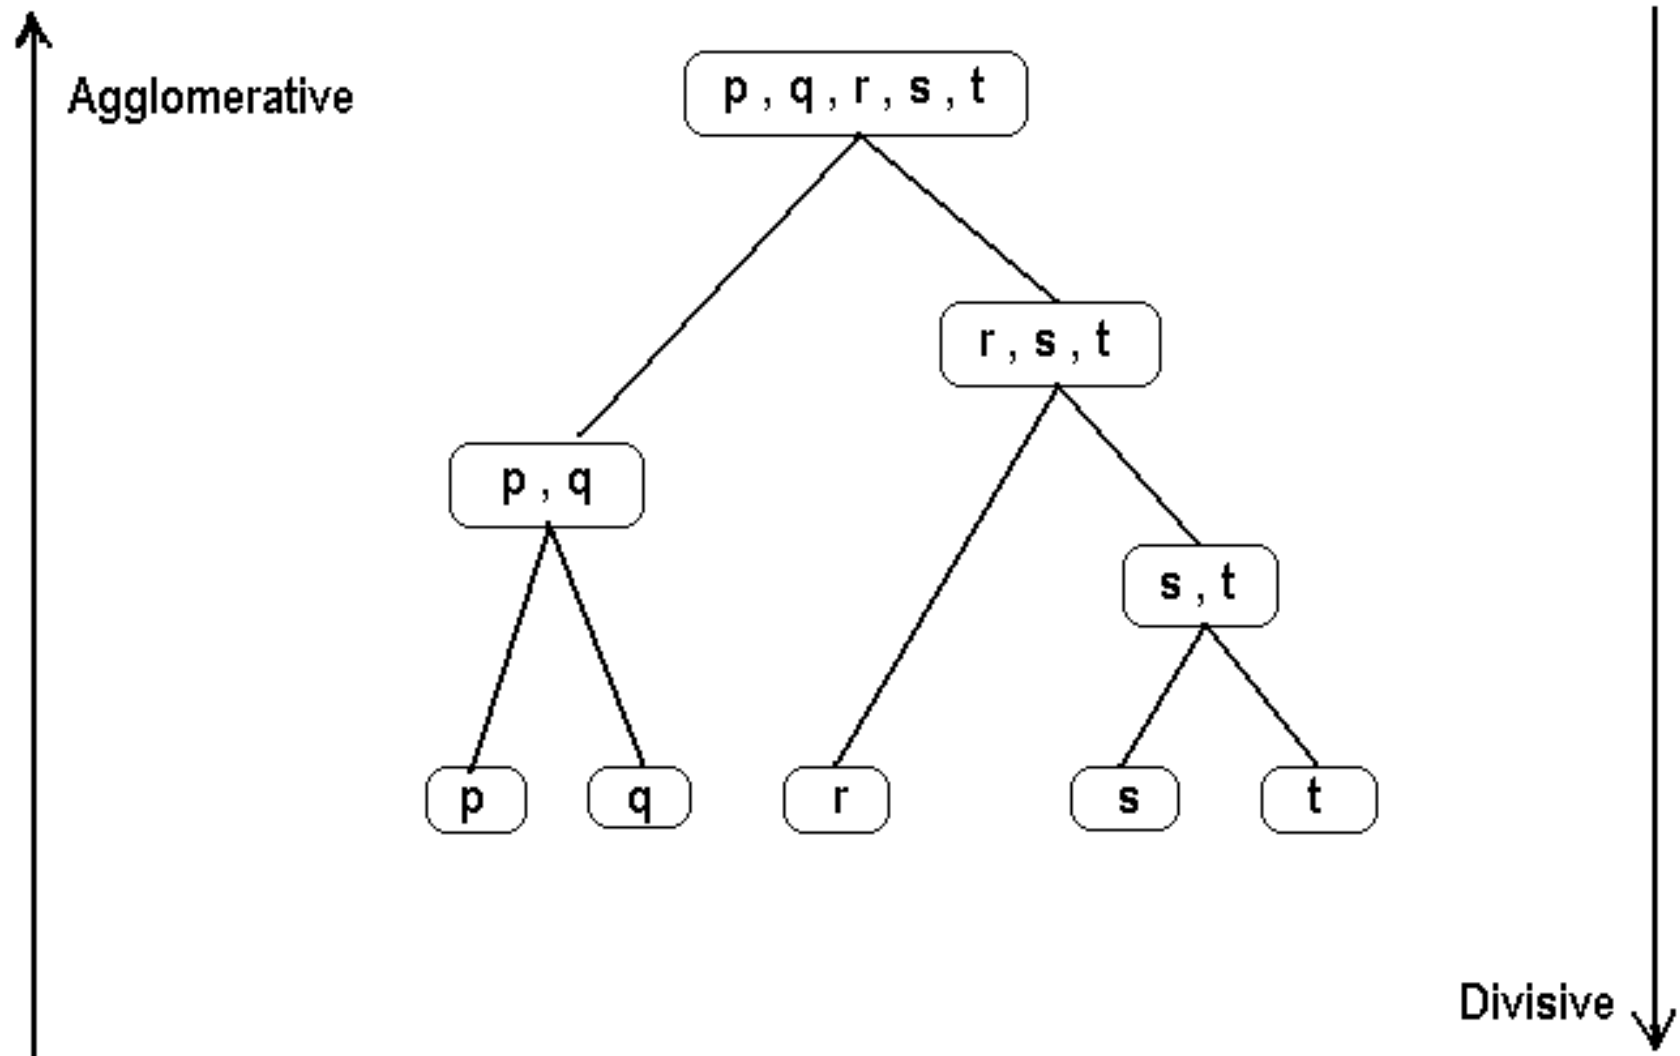 Agglomerative
p , q , r , s , t
r , s , t
p , q
s , t
p
q
r
s
t
Divisive